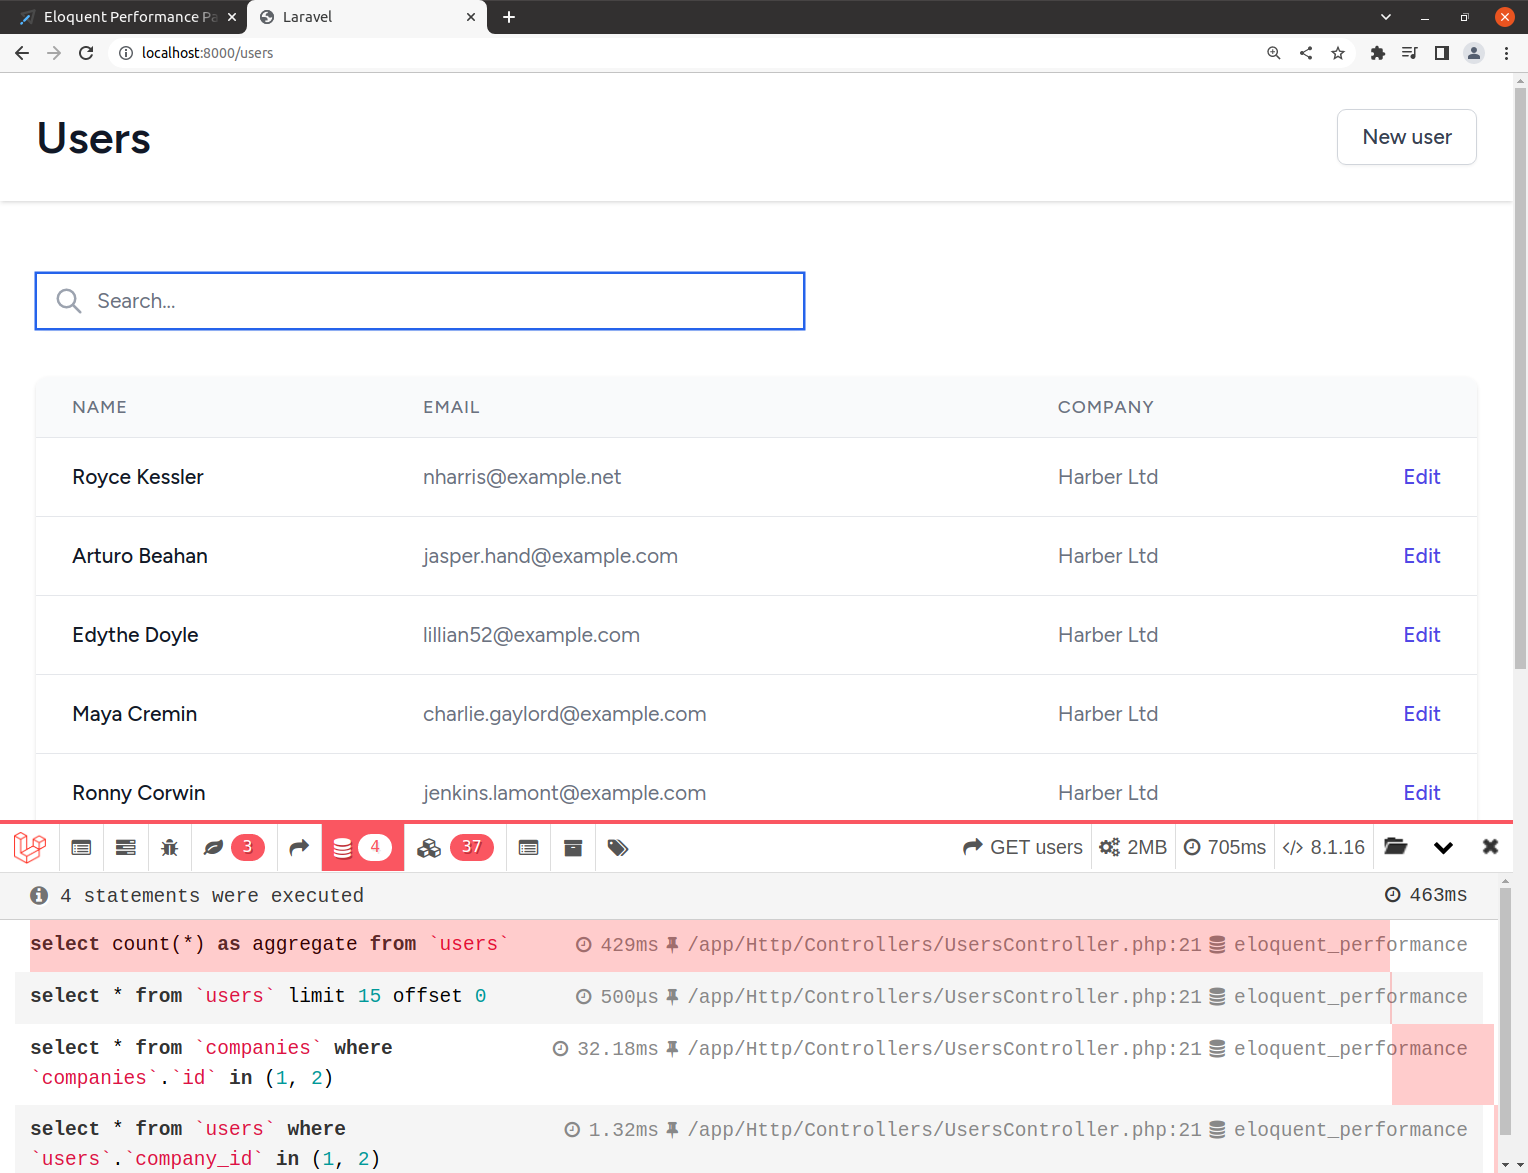 Eloquent Performance Pa
Laravel
localhost:8000/users
Users
New user
Search...
NAME EMAIL COMPANY
Royce Kessler nharris@example.net Harber Ltd Edit
Arturo Beahan jasper.hand@example.com Harber Ltd Edit
Edythe Doyle lillian52@example.com Harber Ltd Edit
Maya Cremin charlie.gaylord@example.com Harber Ltd Edit
Ronny Corwin jenkins.lamont@example.com Harber Ltd Edit
3 4 37 GET users 2MB 705ms </> 8.1.16
4 statements were executed 463ms
select count(*) as aggregate from `users` 429ms /app/Http/Controllers/UsersController.php:21 eloquent_performance
select * from `users` limit 15 offset 0 500μs /app/Http/Controllers/UsersController.php:21 eloquent_performance
select * from `companies` where 32.18ms /app/Http/Controllers/UsersController.php:21 eloquent_performance
`companies`.`id` in (1, 2)
select * from `users` where 1.32ms /app/Http/Controllers/UsersController.php:21 eloquent_performance
`users`.`company_id` in (1, 2)